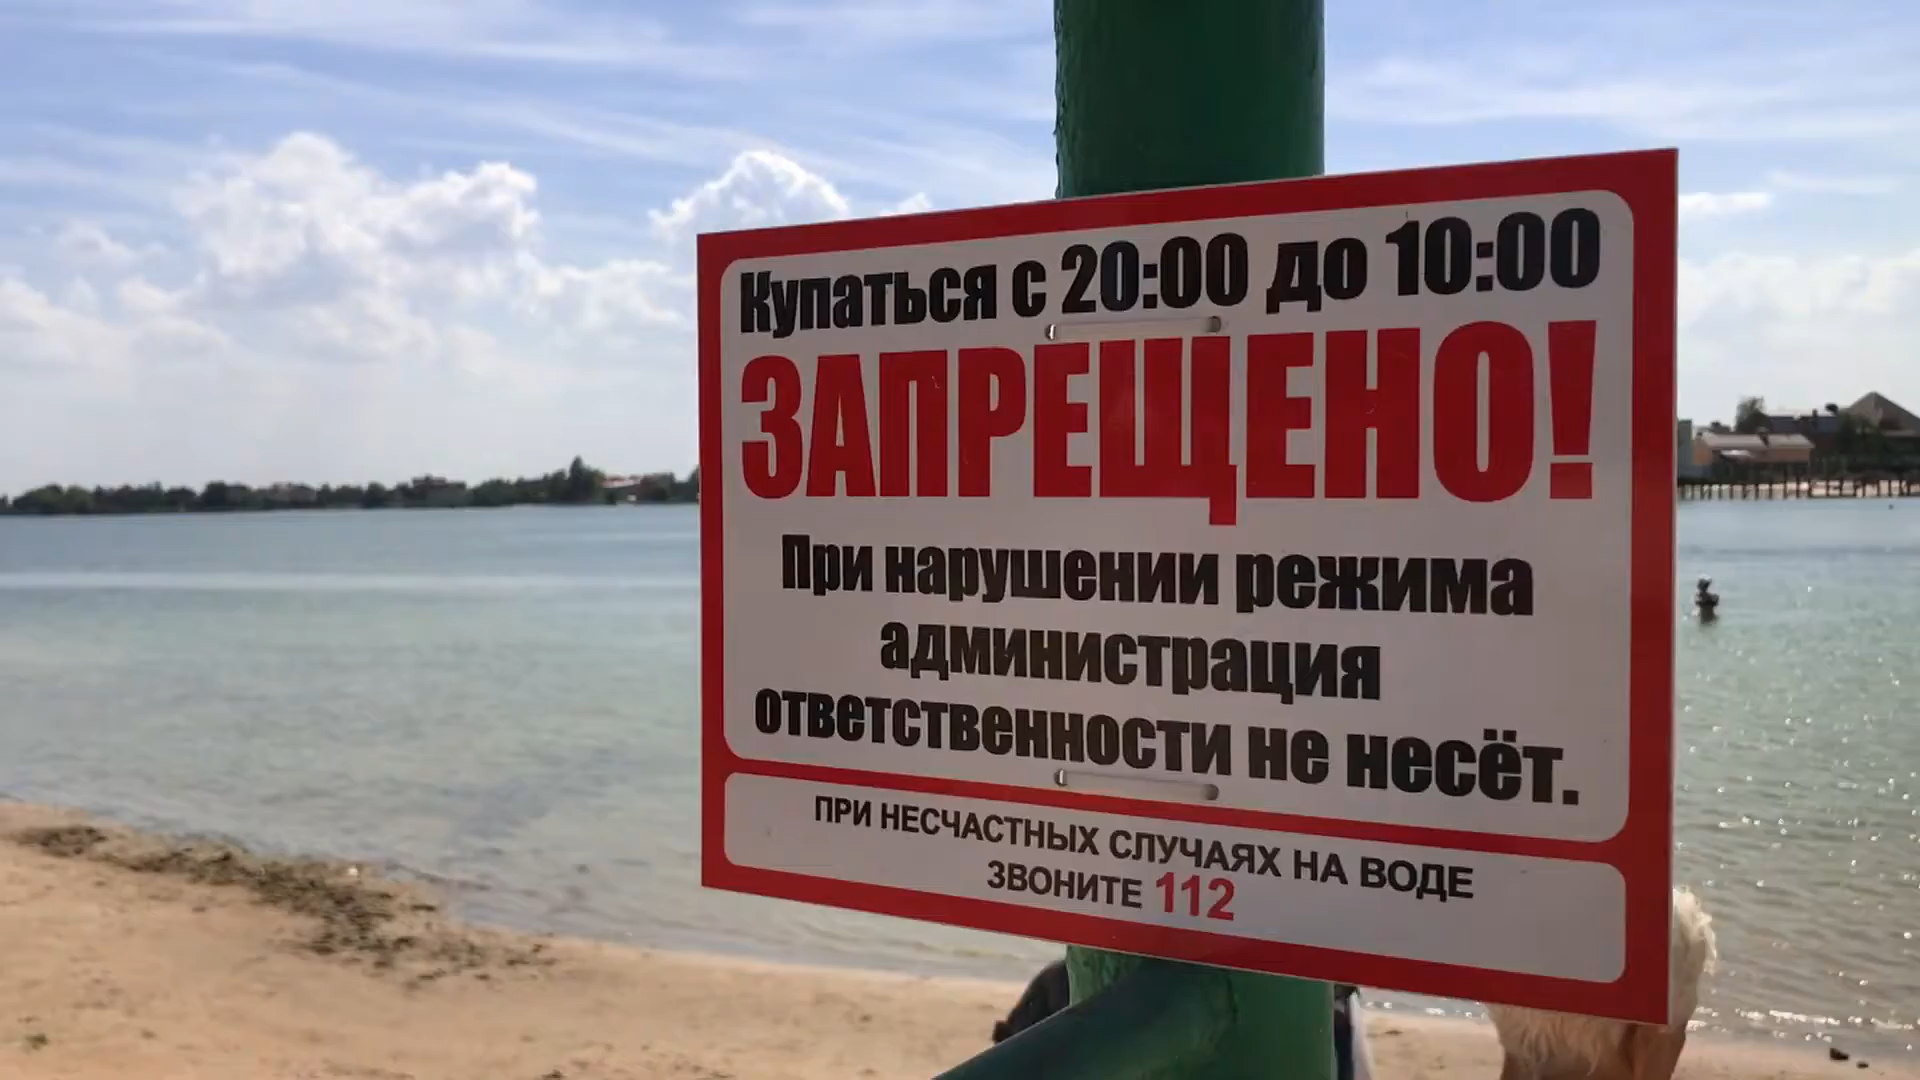 Купаться с 20:00 до 10:00
ЗАПРЕЩЕНО!
При нарушении режима
администрация
ответственности не несёт.
ПРИ НЕСЧАСТНЫХ СЛУЧАЯХ НА ВОДЕ
ЗВОНИТЕ 112